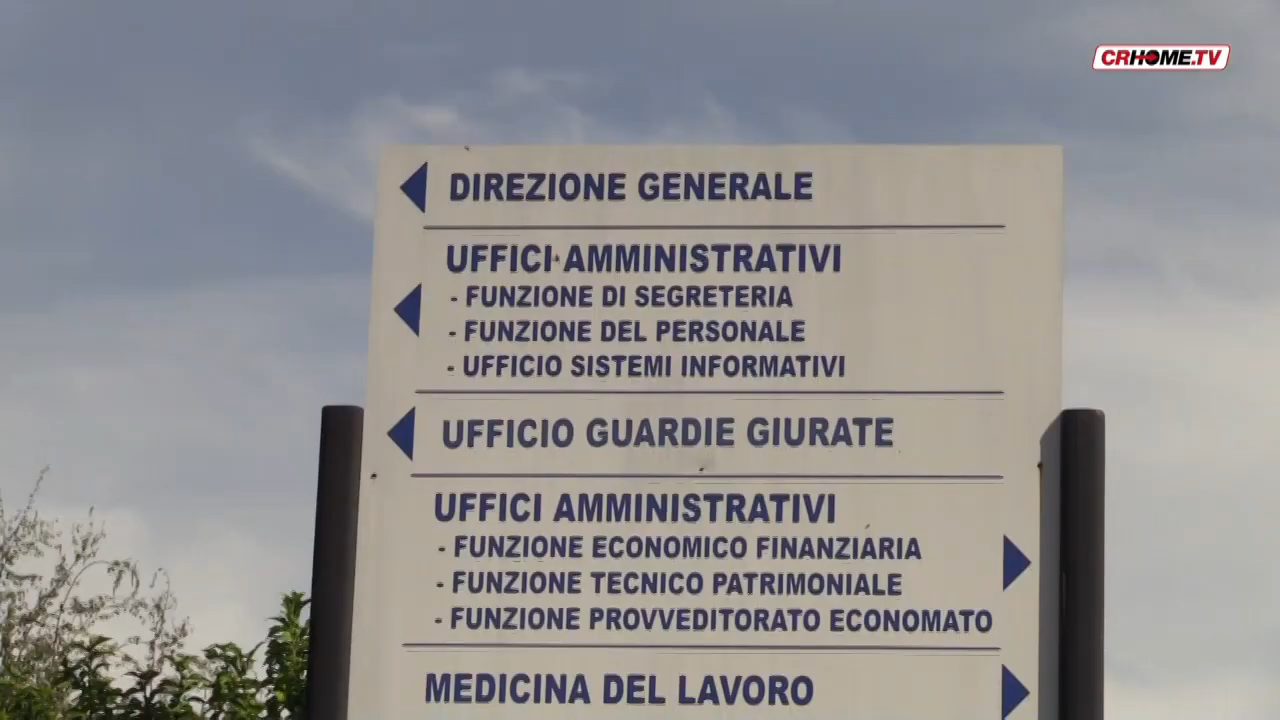 CRHOME.TV
DIREZIONE GENERALE
UFFICI AMMINISTRATIVI
- FUNZIONE DI SEGRETERIA
- FUNZIONE DEL PERSONALE
- UFFICIO SISTEMI INFORMATIVI
UFFICIO GUARDIE GIURATE
UFFICI AMMINISTRATIVI
- FUNZIONE ECONOMICO FINANZIARIA
- FUNZIONE TECNICO PATRIMONIALE
- FUNZIONE PROVVEDITORATO ECONOMATO
MEDICINA DEL LAVORO